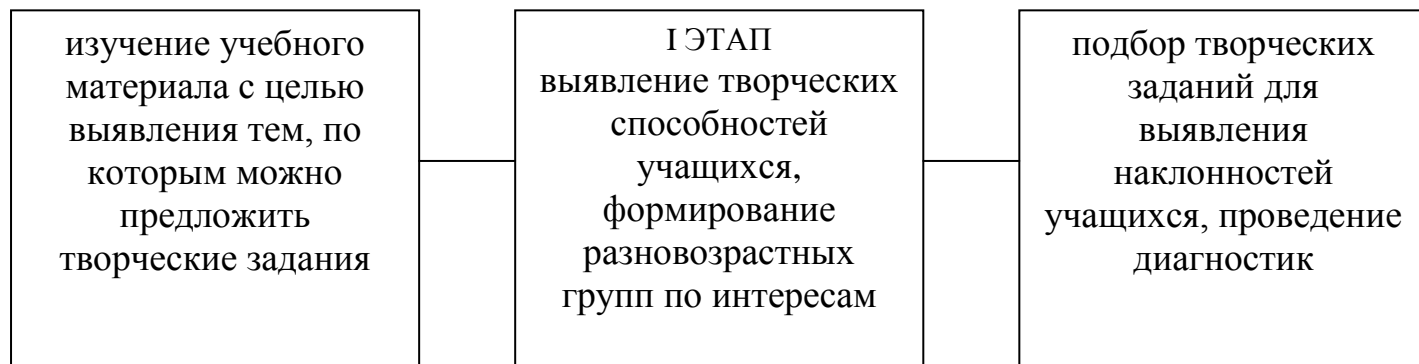 изучение учебного
материала с целью
выявления тем, по
которым можно
предложить
творческие задания
I ЭТАП
выявление творческих
способностей
учащихся,
формирование
разновозрастных
групп по интересам
подбор творческих
заданий для
выявления
наклонностей
учащихся, проведение
диагностик